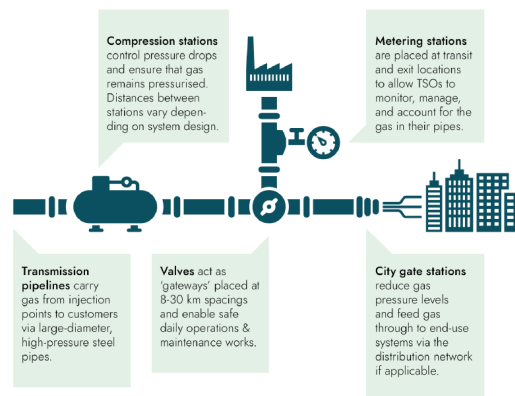 Compression stations
control pressure drops
and ensure that gas
remains pressurised.
Distances between
stations vary depen-
ding on system design.
Metering stations
are placed at transit
and exit locations
to allow TSOs to
monitor, manage,
and account for the
gas in their pipes.
Transmission
pipelines carry
gas from injection
points to customers
via large-diameter,
high-pressure steel
pipes.
Valves act as
‘gateways’ placed at
8-30 km spacings
and enable safe
daily operations &
maintenance works.
City gate stations
reduce gas
pressure levels
and feed gas
through to end-use
systems via the
distribution network
if applicable.